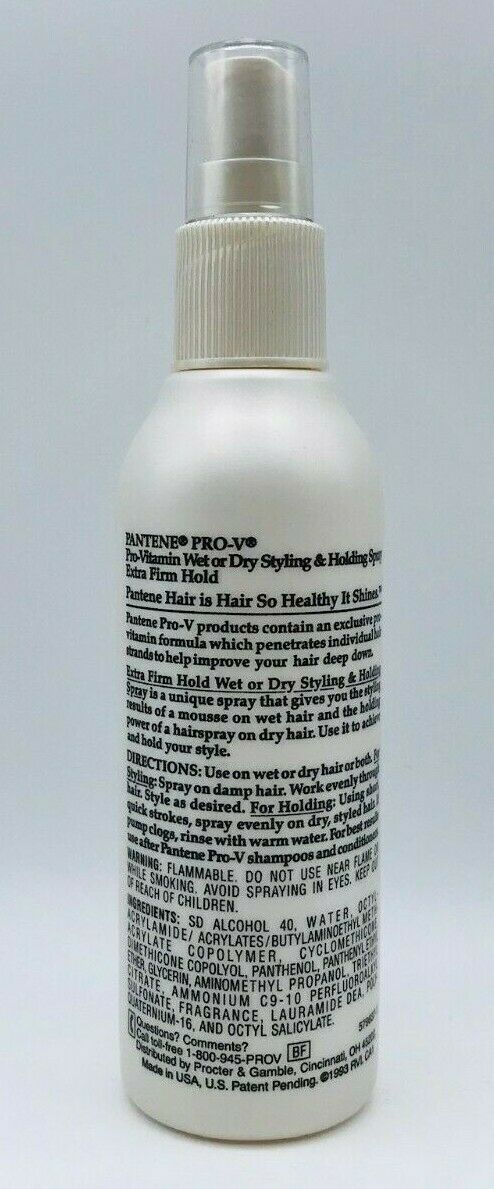 PANTENE® PRO-V®
Pro-Vitamin Wet or Dry Styling & Holding Spray
Extra Firm Hold
Pantene Hair is Hair So Healthy It Shines.
Pantene Pro-V products contain an exclusive pro-
vitamin formula which penetrates individual hair
strands to help improve your hair deep down.
Extra Firm Hold Wet or Dry Styling & Holding
Spray is a unique spray that gives you the styling
results of a mousse on wet hair and the holding
power of a hairspray on dry hair. Use it to achieve
and hold your style.
DIRECTIONS: Use on wet or dry hair or both. For
Styling: Spray on damp hair. Work evenly through
hair. Style as desired. For Holding: Using short
quick strokes, spray evenly on dry, styled hair. If
pump clogs, rinse with warm water. For best results
use after Pantene Pro-V shampoos and conditioners.
WARNING: FLAMMABLE. DO NOT USE NEAR FLAME OR
WHILE SMOKING. AVOID SPRAYING IN EYES. KEEP OUT
OF REACH OF CHILDREN.
INGREDIENTS: SD ALCOHOL 40, WATER,
ACRYLAMIDE/ ACRYLATES/BUTYLAMINOETHYL
ACRYLATE COPOLYMER, CYCLOMETHICONE,
DIMETHICONE COPOLYOL, PANTHENOL, PANTHENYL ETHYL
ETHER, GLYCERIN, AMINOMETHYL PROPANOL, TRIETHYL
CITRATE, AMMONIUM C9-10 PERFLUOROALKYL
SULFONATE, FRAGRANCE, LAURAMIDE DEA,
QUATERNIUM-16, AND OCTYL SALICYLATE.
Questions? Comments?
Call toll-free 1-800-945-PROV BF
Distributed by Procter & Gamble, Cincinnati, OH
Made in USA, U.S. Patent Pending. ©1993 RVI,